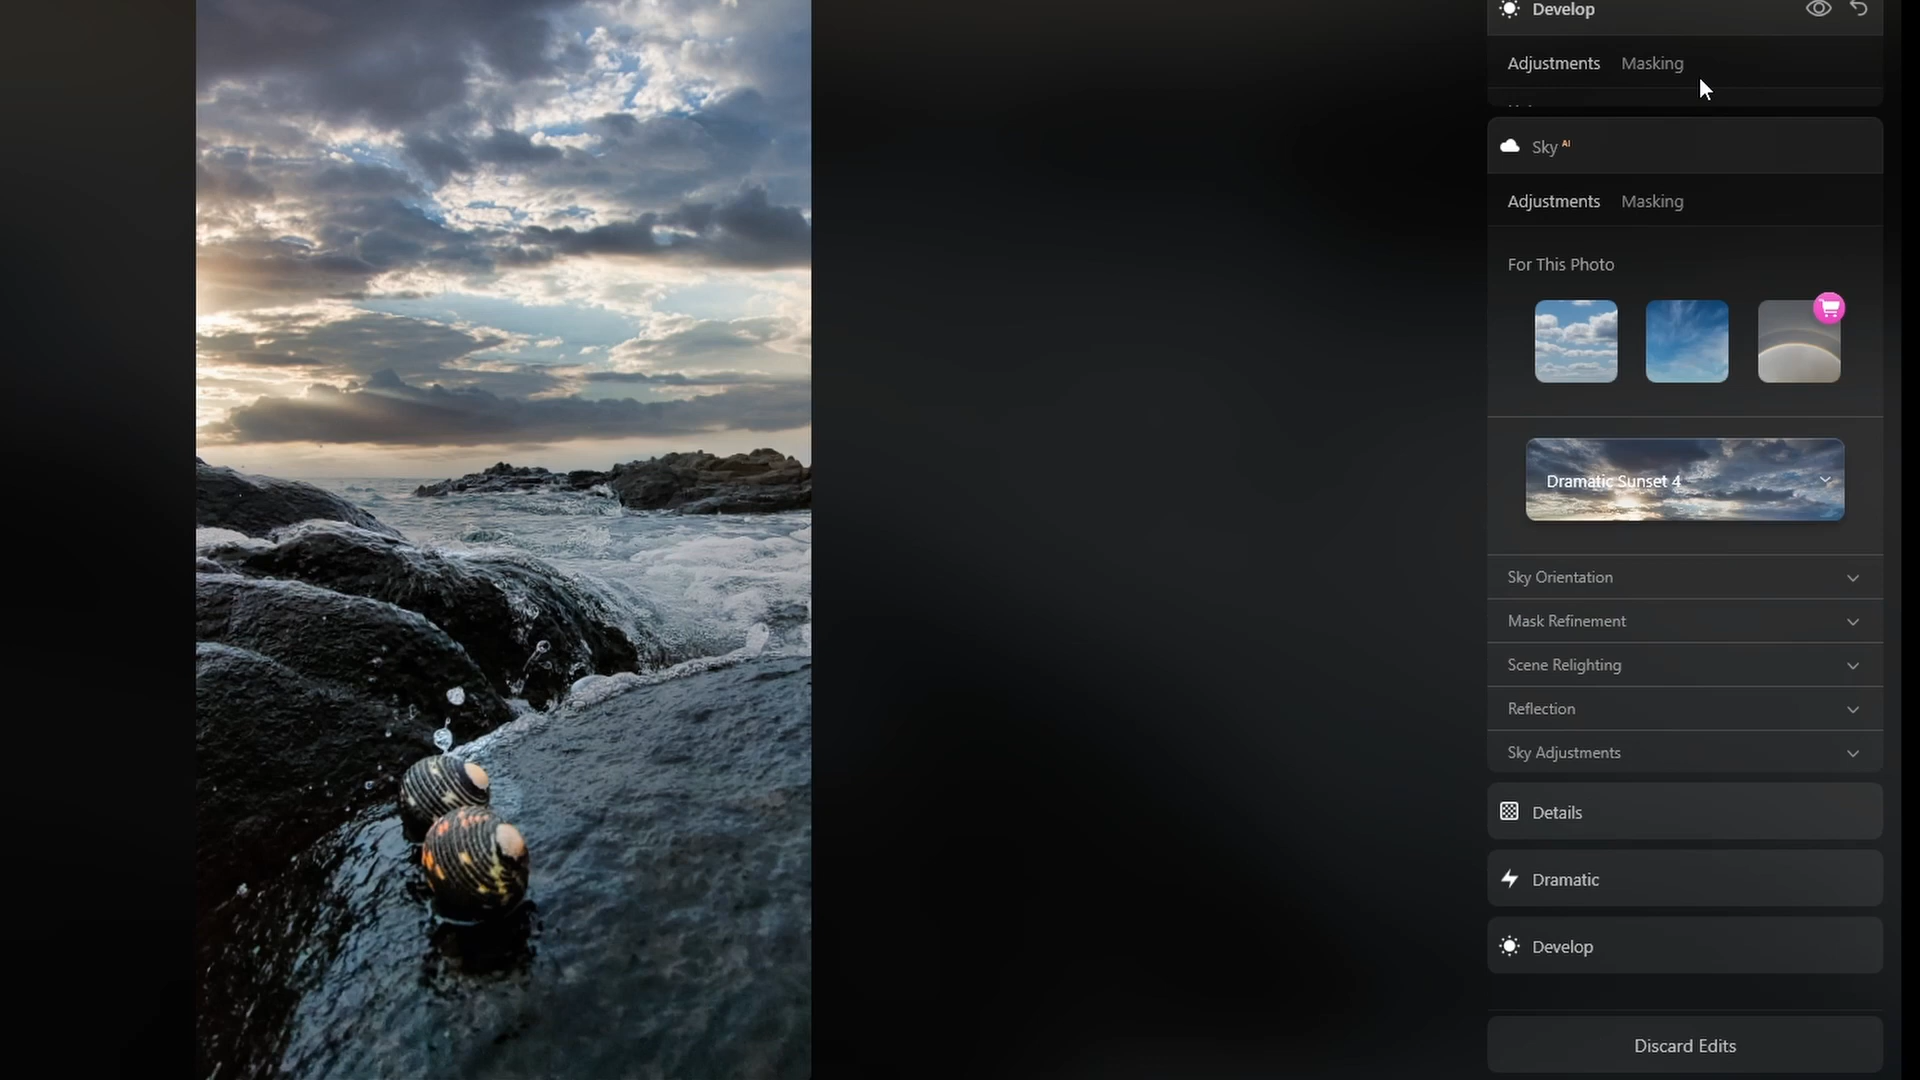 Develop
Adjustments Masking
Sky AI
Adjustments Masking
For This Photo
Dramatic Sunset 4
Sky Orientation
Mask Refinement
Scene Relighting
Reflection
Sky Adjustments
Details
Dramatic
Develop
Discard Edits